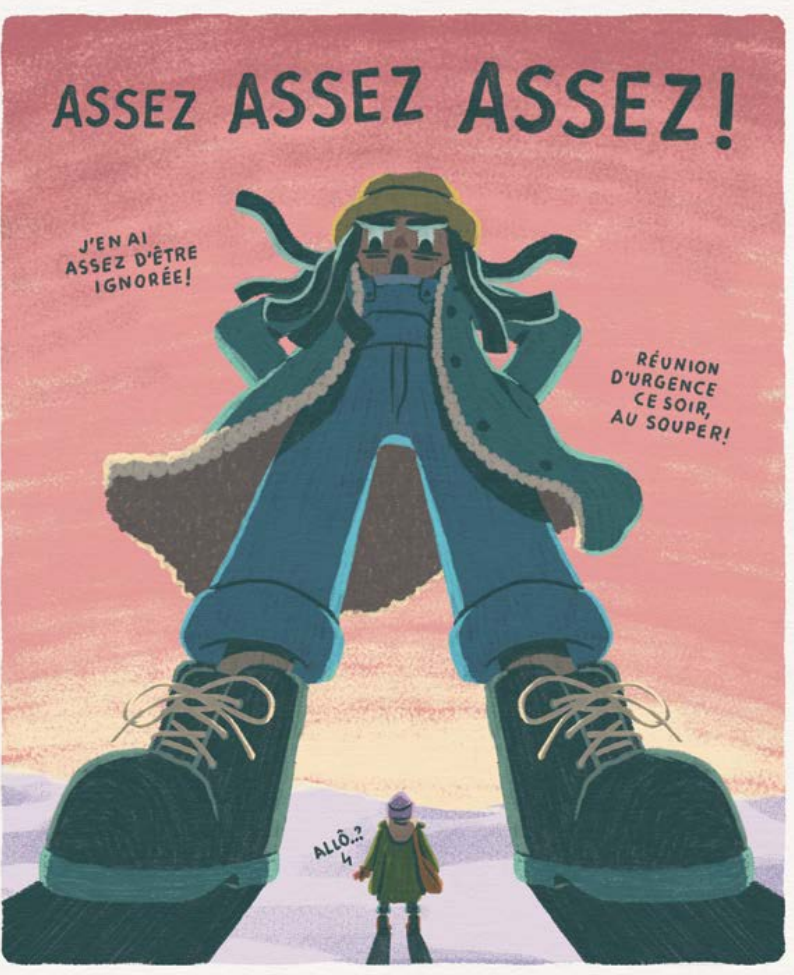 ASSEZ ASSEZ ASSEZ!
J'EN AI
ASSEZ D'ÊTRE
IGNORÉE!
RÉUNION
D'URGENCE
CE SOIR,
AU SOUPER!
ALLÔ..?